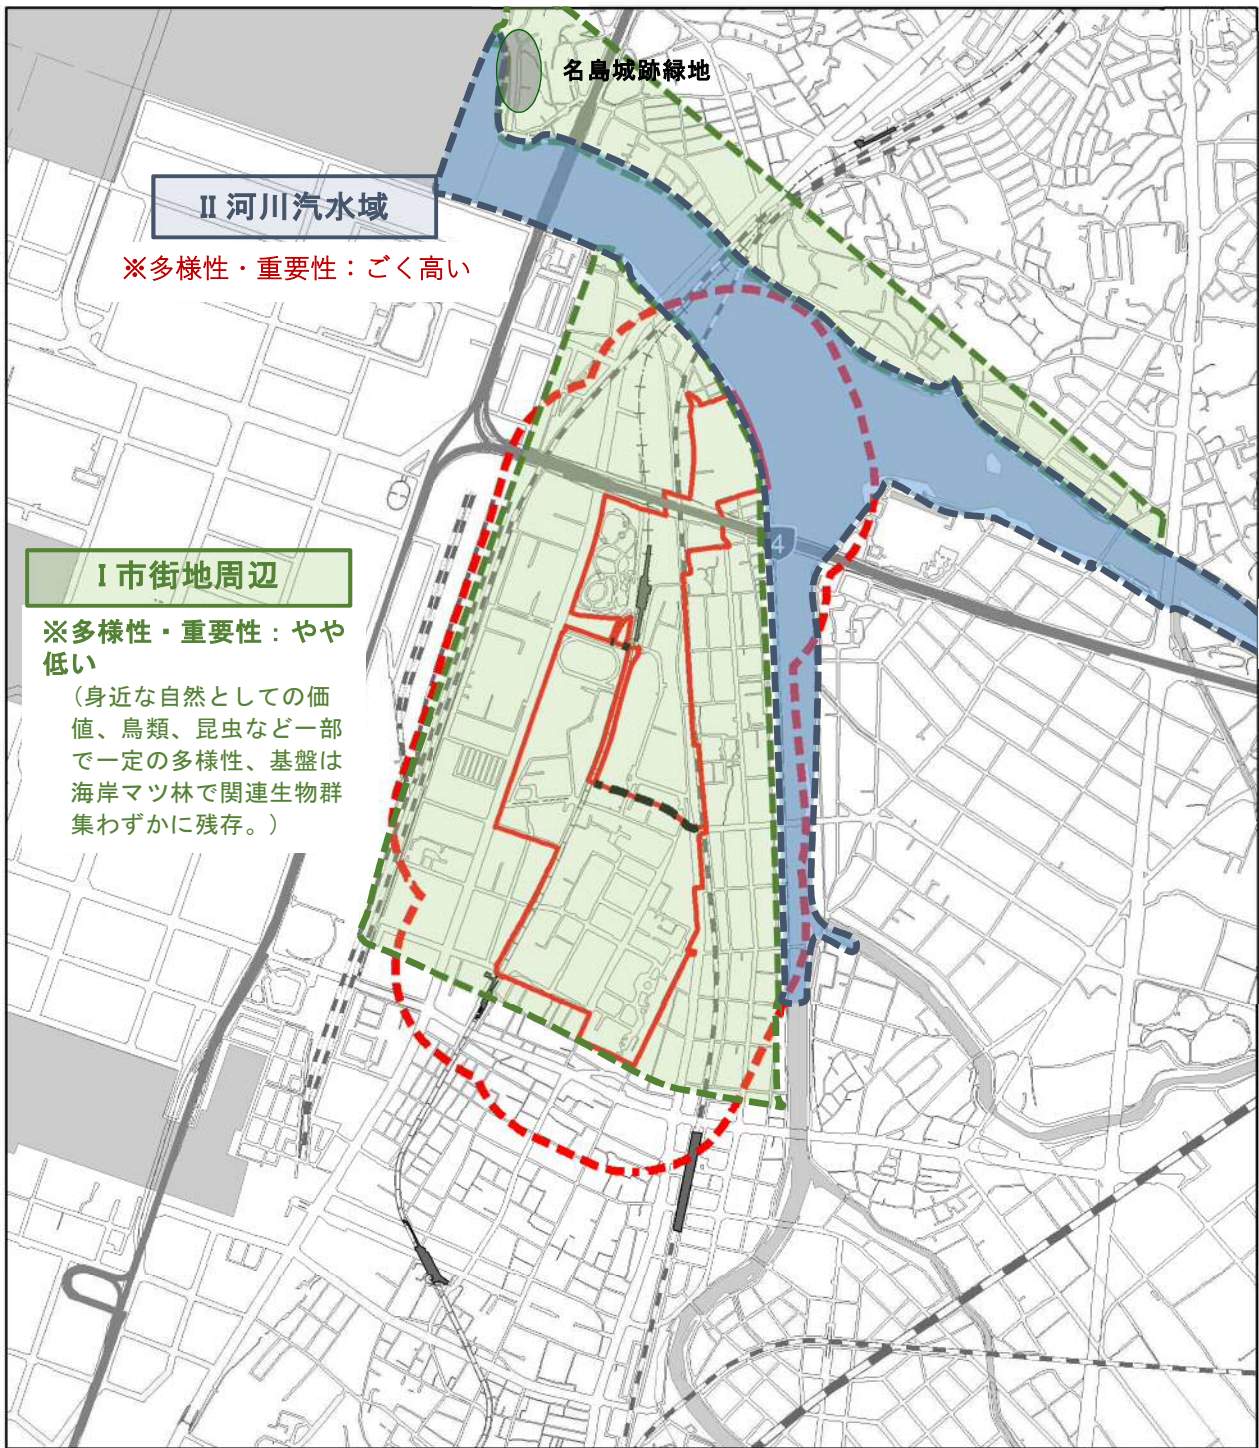 名島城跡緑地
Ⅱ 河川汽水域
※多様性・重要性：ごく高い
4
Ⅰ 市街地周辺
※多様性・重要性：やや
低い
（身近な自然としての価
値、鳥類、昆虫など一部
で一定の多様性、基盤は
海岸マツ林で関連生物群
集わずかに残存。）